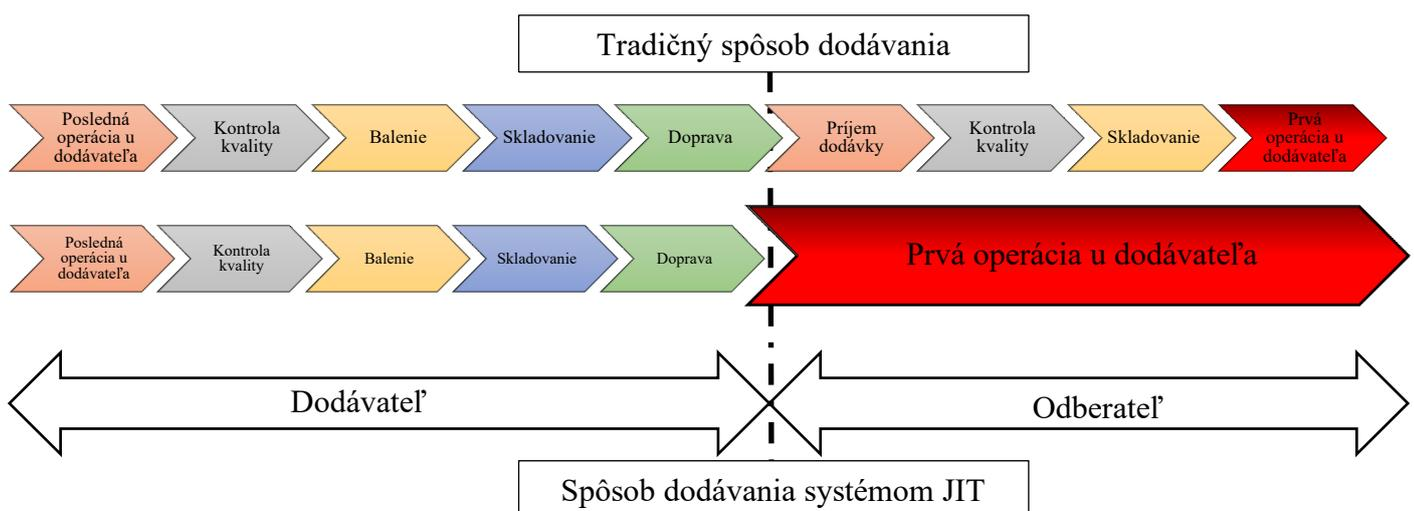 Tradičný spôsob dodávania
Posledná
operácia u
dodávateľa
Kontrola
kvality
Balenie
Skladovanie
Doprava
Príjem
dodávky
Kontrola
kvality
Skladovanie
Prvá
operácia u
dodávateľa
Posledná
operácia u
dodávateľa
Kontrola
kvality
Balenie
Skladovanie
Doprava
Prvá operácia u dodávateľa
Dodávateľ
Odberateľ
Spôsob dodávania systémom JIT